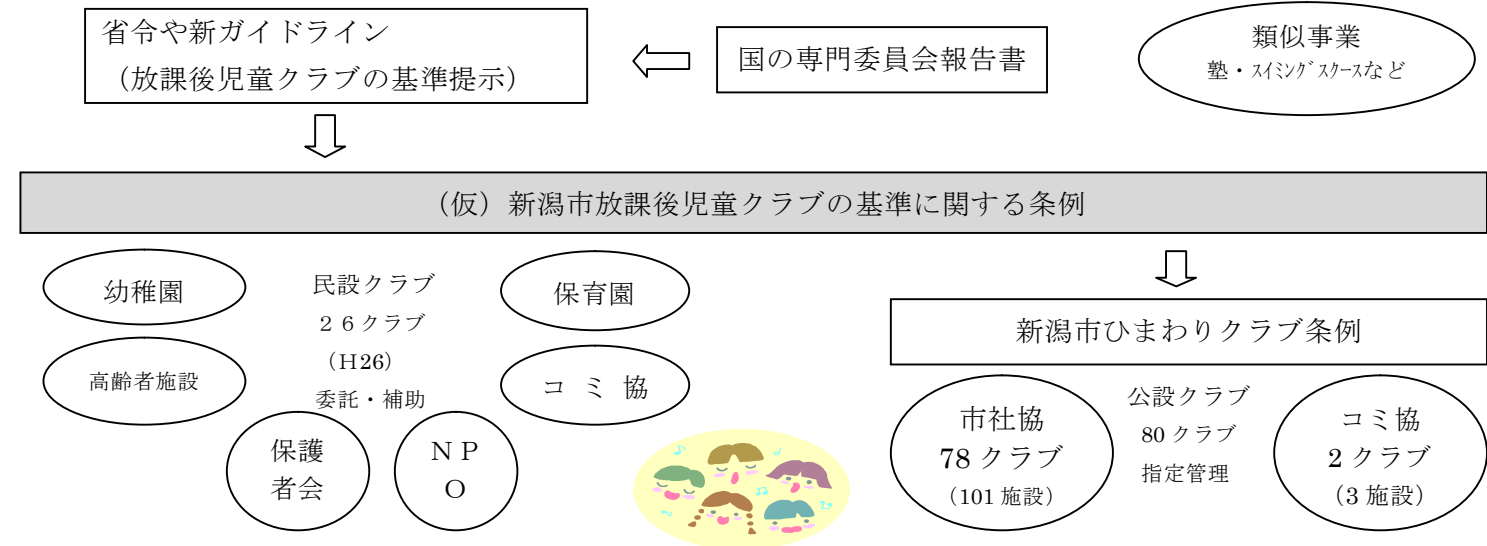 省令や新ガイドライン
（放課後児童クラブの基準提示）
国の専門委員会報告書
類似事業
塾・スイミングスクースなど
（仮）新潟市放課後児童クラブの基準に関する条例
幼稚園
高齢者施設
民設クラブ
２６クラブ
（H26）
委託・補助
保育園
コ ミ 協
保護
者会
N P
O
新潟市ひまわりクラブ条例
市社協
78 クラブ
（101 施設）
公設クラブ
80 クラブ
指定管理
コミ協
2 クラブ
（3 施設）